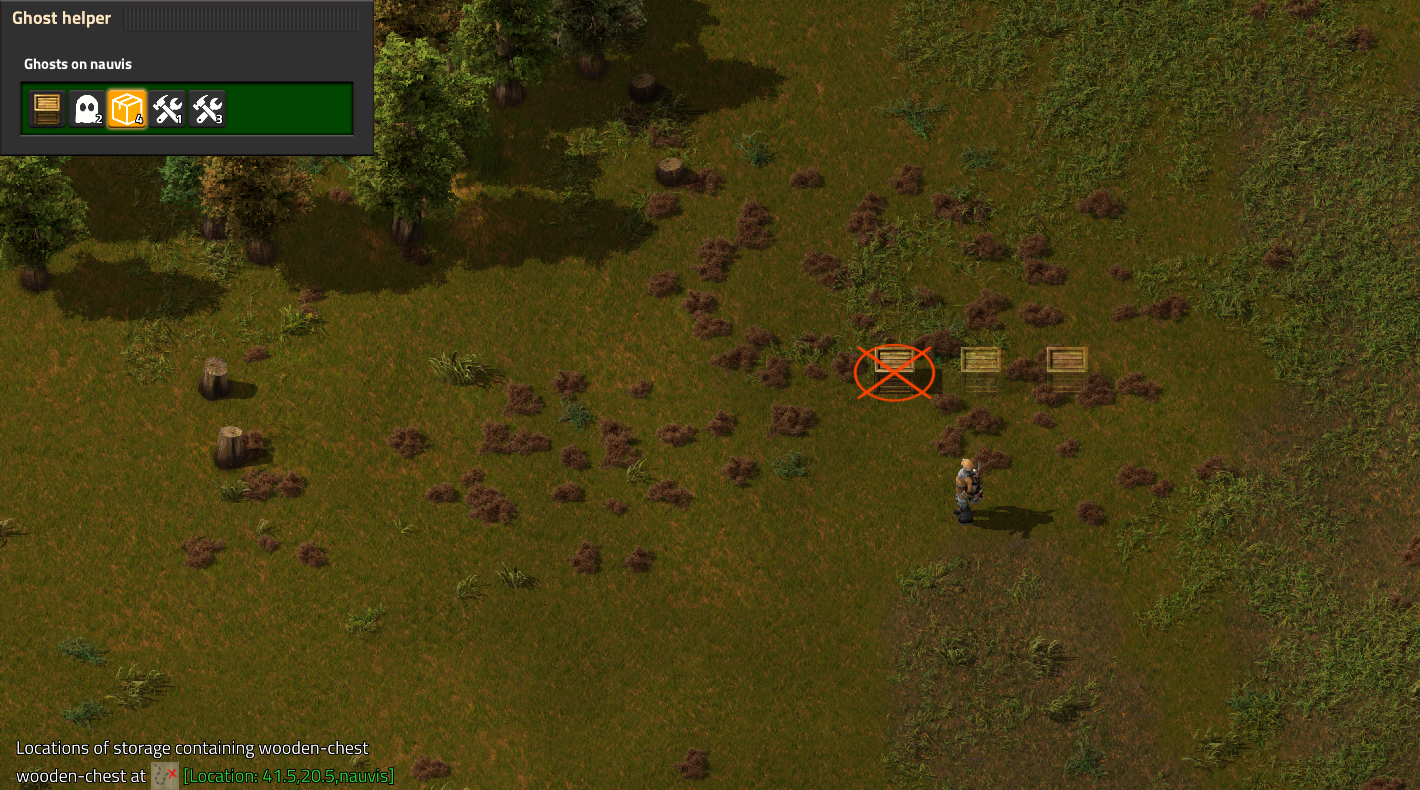 Ghost helper
Ghosts on nauvis
2 4 1 3
Locations of storage containing wooden-chest
wooden-chest at [Location: 41.5,20.5,nauvis]